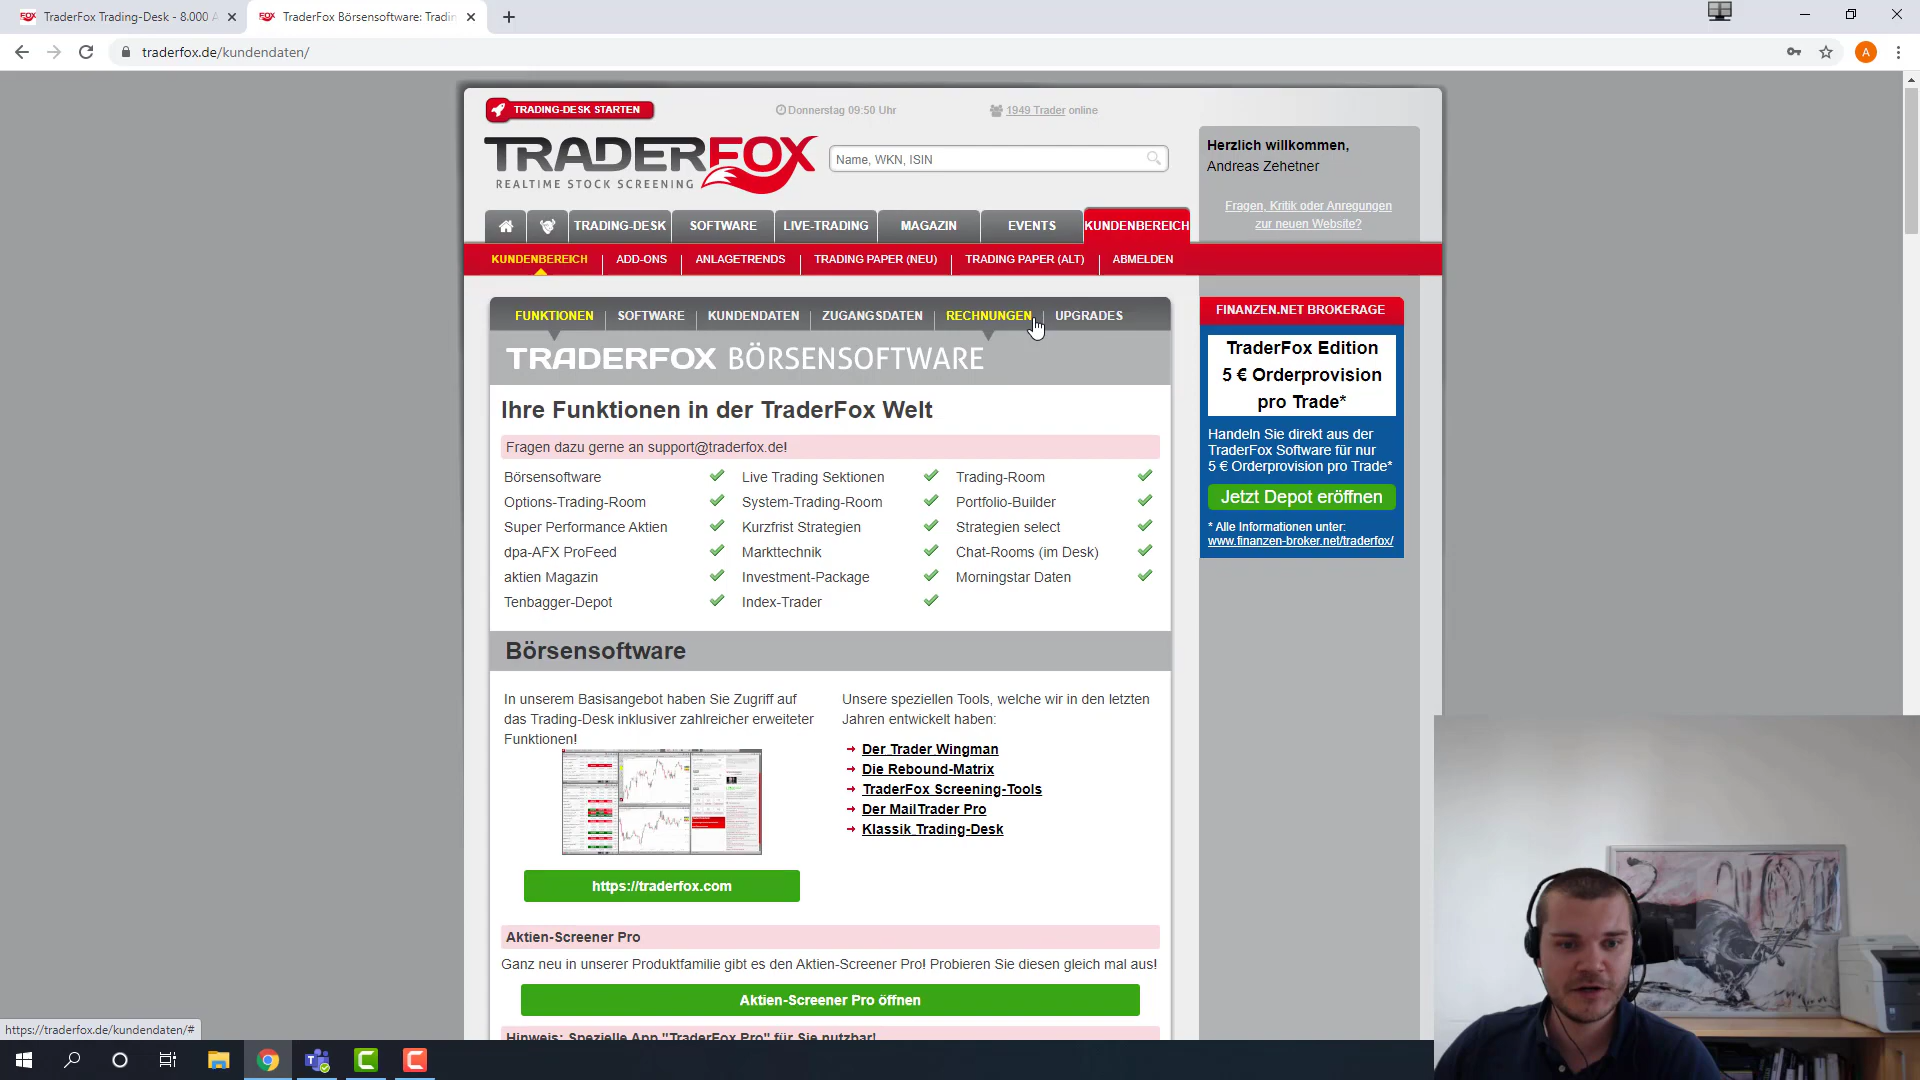 TraderFox Trading-Desk - 8.000 A
TraderFox Börsensoftware: Tradin
traderfox.de/kundendaten/
A
TRADING-DESK STARTEN
Donnerstag 09:50 Uhr
1949 Trader online
TRADERFOX
REALTIME STOCK SCREENING
Name, WKN, ISIN
Herzlich willkommen,
Andreas Zehetner
Fragen, Kritik oder Anregungen
zur neuen Website?
TRADING-DESK
SOFTWARE
LIVE-TRADING
MAGAZIN
EVENTS
KUNDENBEREICH
KUNDENBEREICH
ADD-ONS
ANLAGETRENDS
TRADING PAPER (NEU)
TRADING PAPER (ALT)
ABMELDEN
FUNKTIONEN
SOFTWARE
KUNDENDATEN
ZUGANGSDATEN
RECHNUNGEN
UPGRADES
TRADERFOX BÖRSENSOFTWARE
Ihre Funktionen in der TraderFox Welt
Fragen dazu gerne an support@traderfox.de!
Börsensoftware
Live Trading Sektionen
Trading-Room
Options-Trading-Room
System-Trading-Room
Portfolio-Builder
Super Performance Aktien
Kurzfrist Strategien
Strategien select
dpa-AFX ProFeed
Markttechnik
Chat-Rooms (im Desk)
aktien Magazin
Investment-Package
Morningstar Daten
Tenbagger-Depot
Index-Trader
Börsensoftware
In unserem Basisangebot haben Sie Zugriff auf
das Trading-Desk inklusiver zahlreicher erweiteter
Funktionen!
https://traderfox.com
Unsere speziellen Tools, welche wir in den letzten
Jahren entwickelt haben:
Der Trader Wingman
Die Rebound-Matrix
TraderFox Screening-Tools
Der MailTrader Pro
Klassik Trading-Desk
Aktien-Screener Pro
Ganz neu in unserer Produktfamilie gibt es den Aktien-Screener Pro! Probieren Sie diesen gleich mal aus!
Aktien-Screener Pro öffnen
Hinweis: Spezielle App "TraderFox Pro" für Sie nutzbar!
FINANZEN.NET BROKERAGE
TraderFox Edition
5 € Orderprovision
pro Trade*
Handeln Sie direkt aus der
TraderFox Software für nur
5 € Orderprovision pro Trade*
Jetzt Depot eröffnen
* Alle Informationen unter:
www.finanzen-broker.net/traderfox/
https://traderfox.de/kundendaten/#